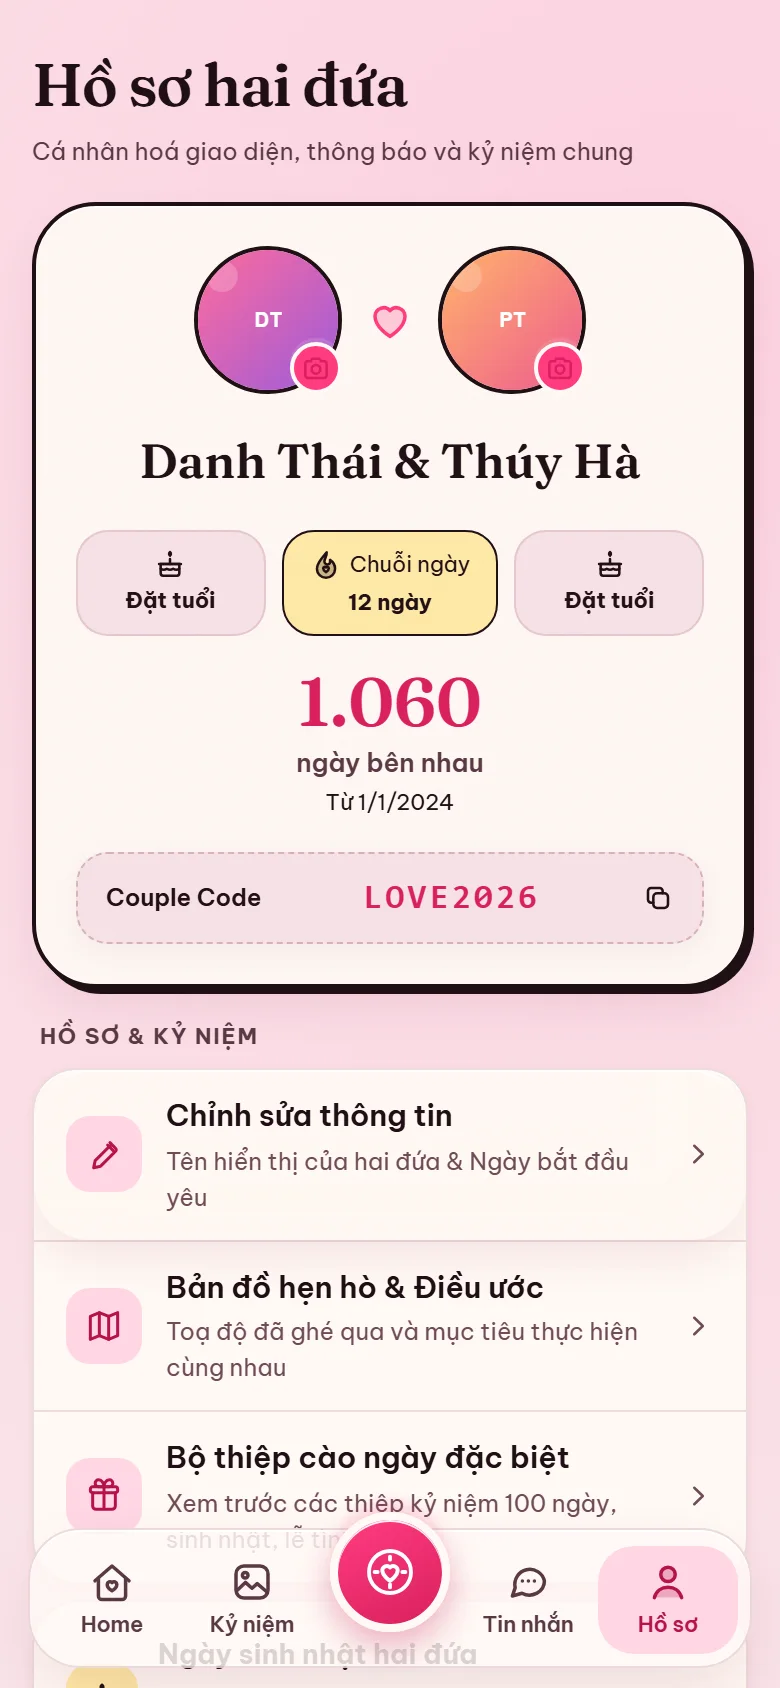 Hồ sơ hai đứa
Cá nhân hoá giao diện, thông báo và kỷ niệm chung
DT
PT
Danh Thái & Thúy Hà
Đặt tuổi
Chuỗi ngày
12 ngày
Đặt tuổi
1.060
ngày bên nhau
Từ 1/1/2024
Couple Code
LOVE2026
HỒ SƠ & KỶ NIỆM
Chỉnh sửa thông tin
Tên hiển thị của hai đứa & Ngày bắt đầu
yêu
Bản đồ hẹn hò & Điều ước
Toạ độ đã ghé qua và mục tiêu thực hiện
cùng nhau
Bộ thiệp cào ngày đặc biệt
Xem trước các thiệp kỷ niệm 100 ngày,
sinh nhật, lễ tìn
Home
Kỷ niệm
Tin nhắn
Hồ sơ
Ngày sinh nhật hai đứa